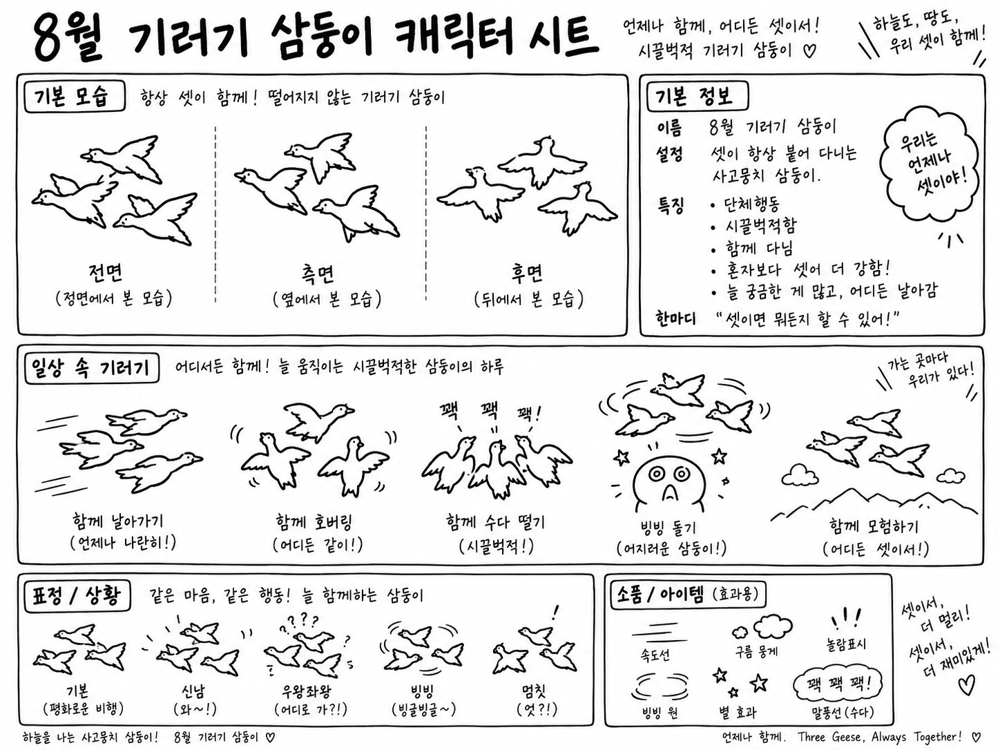 8월 기러기 삼둥이 캐릭터 시트
언제나 함께, 어디든 셋이서!
시끌벅적 기러기 삼둥이 ♡
하늘도, 땅도,
우리 셋이 함께!
기본 모습
항상 셋이 함께! 떨어지지 않는 기러기 삼둥이
전면
(정면에서 본 모습)
측면
(옆에서 본 모습)
후면
(뒤에서 본 모습)
기본 정보
이름 8월 기러기 삼둥이
설정 셋이 항상 붙어 다니는
사고뭉치 삼둥이.
특징 • 단체행동
• 시끌벅적함
• 함께 다님
• 혼자보다 셋어 더 강함!
• 늘 궁금한 게 많고, 어디든 날아감
한마디 “셋이면 뭐든지 할 수 있어!”
우리는
언제나
셋이야!
일상 속 기러기
어디서든 함께! 늘 움직이는 시끌벅적한 삼둥이의 하루
가는 곳마다
우리가 있다!
함께 날아가기
(언제나 나란히!)
함께 호버링
(어디든 같이!)
꽥 꽥 꽥!
함께 수다 떨기
(시끌벅적!)
빙빙 돌기
(어지러운 삼둥이!)
함께 모험하기
(어디든 셋이서!)
표정 / 상황
같은 마음, 같은 행동! 늘 함께하는 삼둥이
기본
(평화로운 비행)
신남
(와~!)
????
?
우왕좌왕
(어디로 가?!)
빙빙
(빙글빙글~)
!
멈칫
(엇?!)
소품 / 아이템 (효과용)
속도선
구름 뭉게
놀람표시
빙빙 원
별 효과
꽥 꽥 꽥!
말풍선 (수다)
셋이서,
더 멀리!
셋이서,
더 재미있게!
♡
하늘을 나는 사고뭉치 삼둥이! 8월 기러기 삼둥이 ♡
언제나 함께. Three Geese, Always Together! ♡